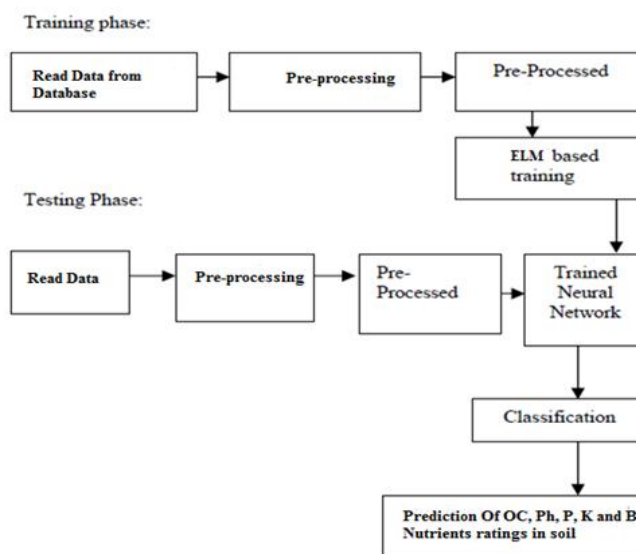 Training phase:
Read Data from
Database
Pre-processing
Pre-Processed
ELM based
training
Testing Phase:
Read Data
Pre-processing
Pre-
Processed
Trained
Neural
Network
Classification
Prediction Of OC, Ph, P, K and B
Nutrients ratings in soil